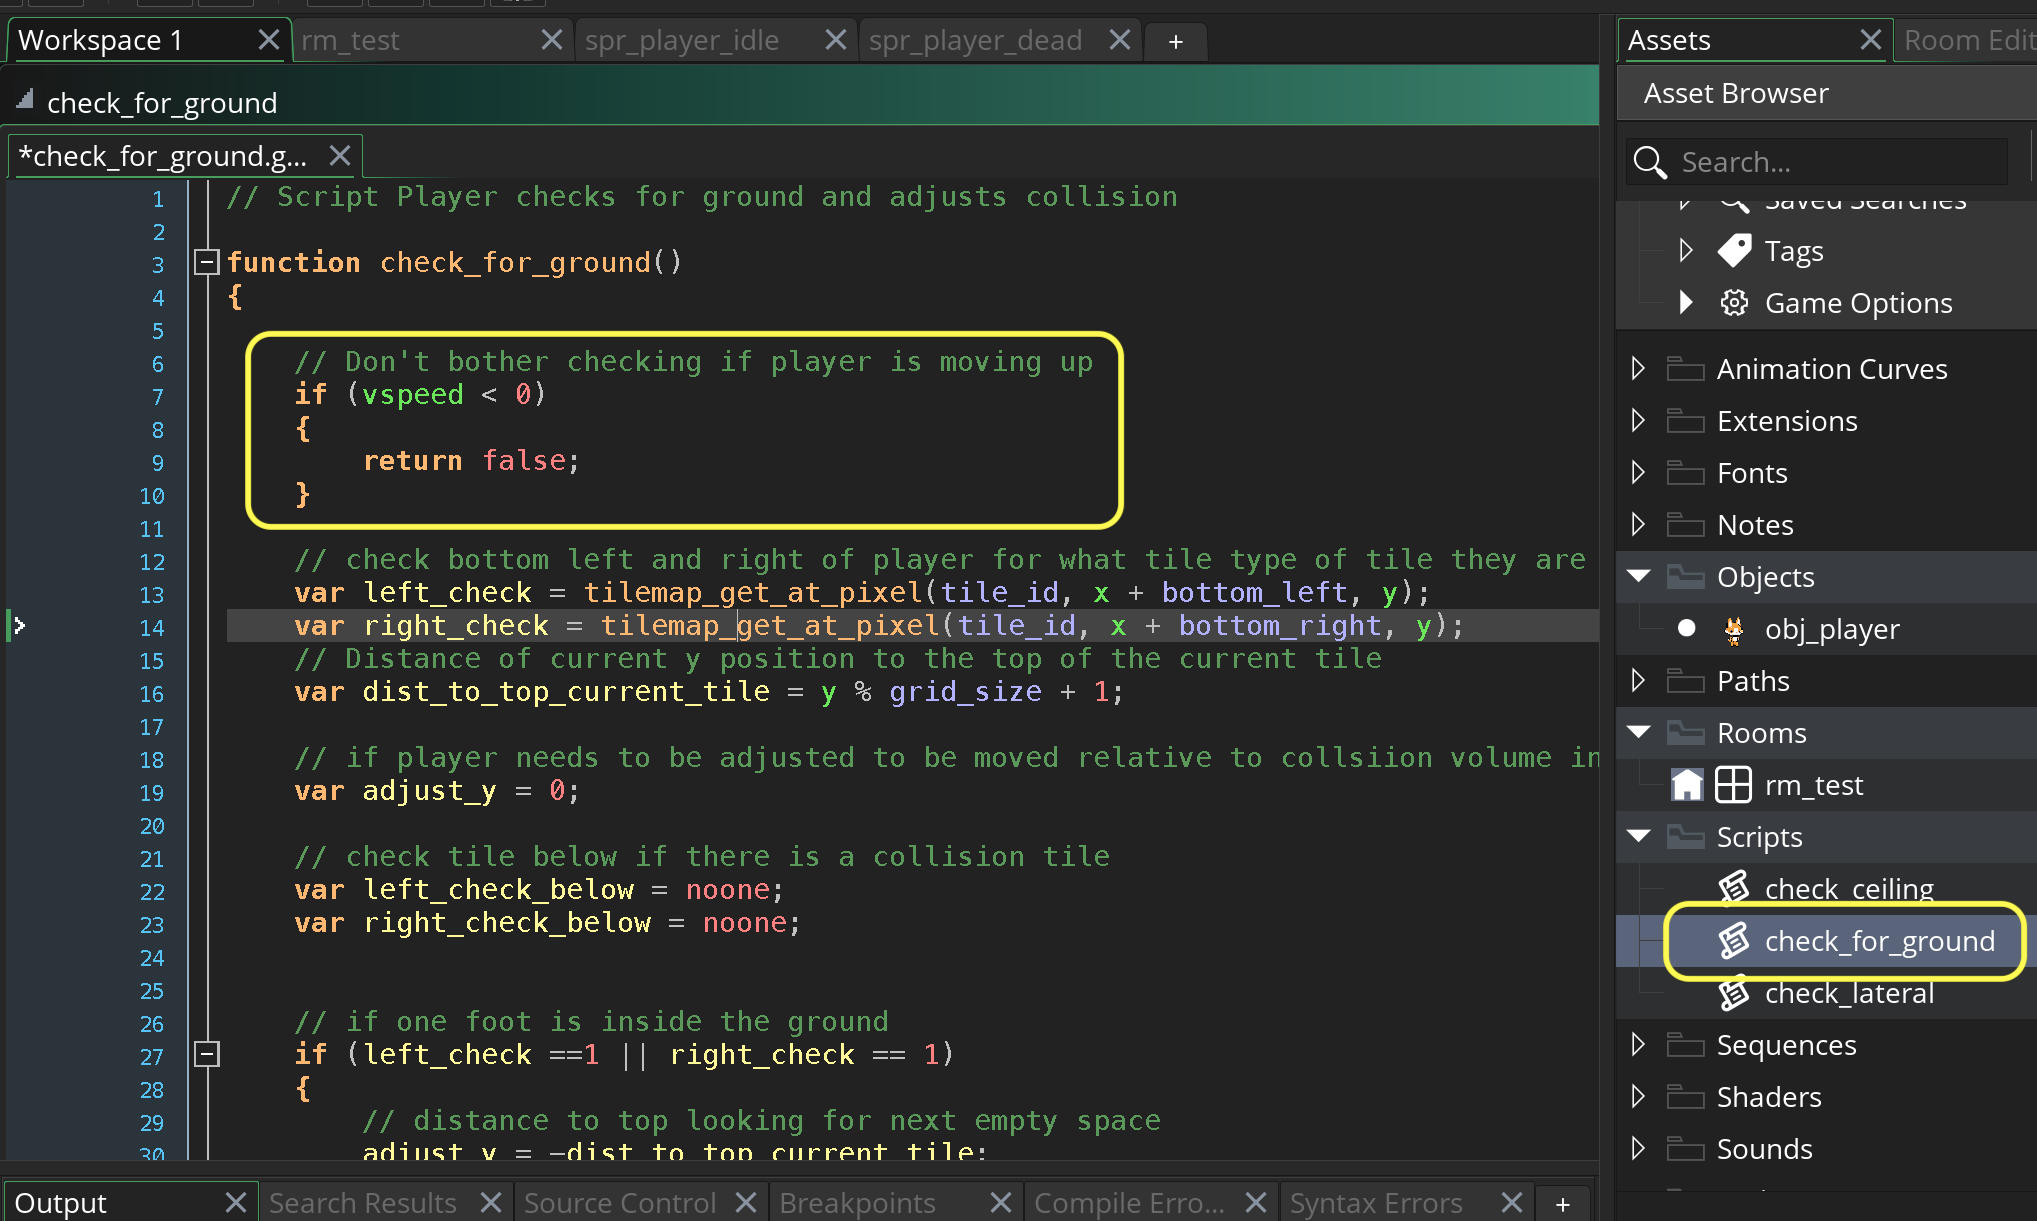 Workspace 1
rm_test
spr_player_idle
spr_player_dead
+
Assets
Room Edit
check_for_ground
Asset Browser
*check_for_ground.g...
Search...
1 // Script Player checks for ground and adjusts collision
2
3 function check_for_ground()
4 {
5
6 // Don't bother checking if player is moving up
7 if (vspeed < 0)
8 {
9 return false;
10 }
11
12 // check bottom left and right of player for what tile type of tile they are
13 var left_check = tilemap_get_at_pixel(tile_id, x + bottom_left, y);
14 var right_check = tilemap_get_at_pixel(tile_id, x + bottom_right, y);
15 // Distance of current y position to the top of the current tile
16 var dist_to_top_current_tile = y % grid_size + 1;
17
18 // if player needs to be adjusted to be moved relative to collsiion volume in
19 var adjust_y = 0;
20
21 // check tile below if there is a collision tile
22 var left_check_below = noone;
23 var right_check_below = noone;
24
25
26 // if one foot is inside the ground
27 if (left_check ==1 || right_check == 1)
28 {
29 // distance to top looking for next empty space
30 adjust_y = -dist_to_top_current_tile;
Saved Searches
Tags
Game Options
Animation Curves
Extensions
Fonts
Notes
Objects
obj_player
Paths
Rooms
rm_test
Scripts
check_ceiling
check_for_ground
check_lateral
Sequences
Shaders
Sounds
Output
Search Results
Source Control
Breakpoints
Compile Erro...
Syntax Errors
+